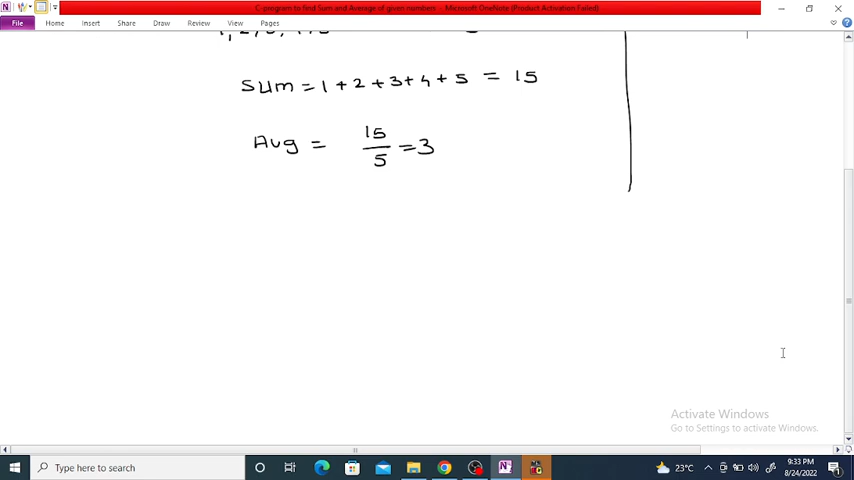 C-program to find Sum and Average of given numbers - Microsoft OneNote (Product Activation Failed)
File Home Insert Share Draw Review View Pages
Sum = 1 + 2 + 3 + 4 + 5 = 15
Avg = 15
5 = 3
Activate Windows
Go to Settings to activate Windows.
Type here to search
23°C
9:33 PM
8/24/2022